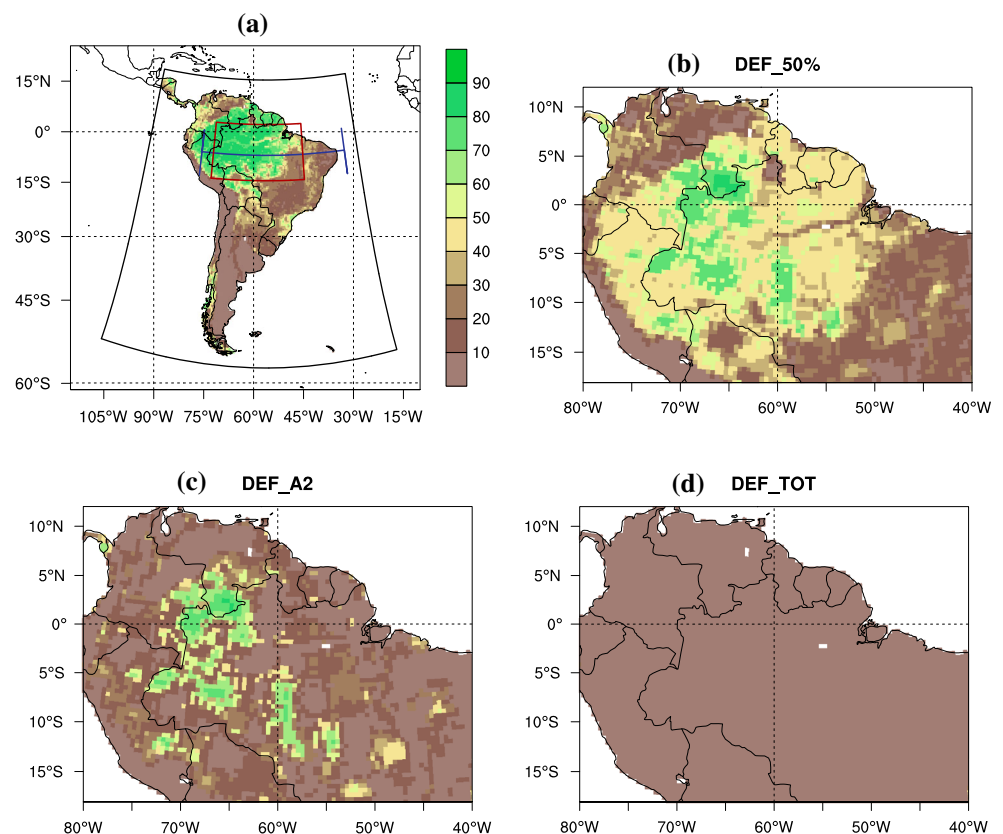 (a)
15°N
0°
15°S
30°S
45°S
60°S
105°W 90°W 75°W 60°W 45°W 30°W 15°W
90
80
70
60
50
40
30
20
10
(b) DEF_50%
10°N
5°N
0°
5°S
10°S
15°S
80°W 70°W 60°W 50°W 40°W
(c) DEF_A2
10°N
5°N
0°
5°S
10°S
15°S
80°W 70°W 60°W 50°W 40°W
(d) DEF_TOT
10°N
5°N
0°
5°S
10°S
15°S
80°W 70°W 60°W 50°W 40°W